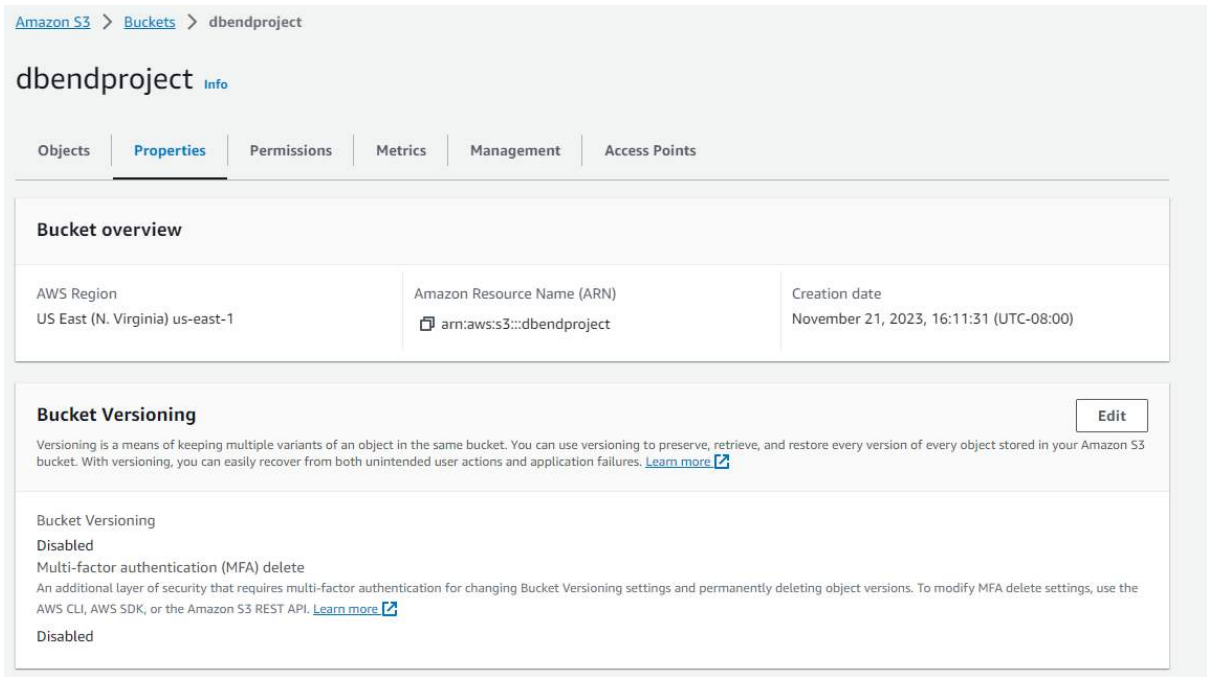 Amazon S3 > Buckets > dbendproject
dbendproject Info
Objects Properties Permissions Metrics Management Access Points
Bucket overview
AWS Region
US East (N. Virginia) us-east-1
Amazon Resource Name (ARN)
arn:aws:s3:::dbendproject
Creation date
November 21, 2023, 16:11:31 (UTC-08:00)
Bucket Versioning
Edit
Versioning is a means of keeping multiple variants of an object in the same bucket. You can use versioning to preserve, retrieve, and restore every version of every object stored in your Amazon S3
bucket. With versioning, you can easily recover from both unintended user actions and application failures. Learn more
Bucket Versioning
Disabled
Multi-factor authentication (MFA) delete
An additional layer of security that requires multi-factor authentication for changing Bucket Versioning settings and permanently deleting object versions. To modify MFA delete settings, use the
AWS CLI, AWS SDK, or the Amazon S3 REST API. Learn more
Disabled